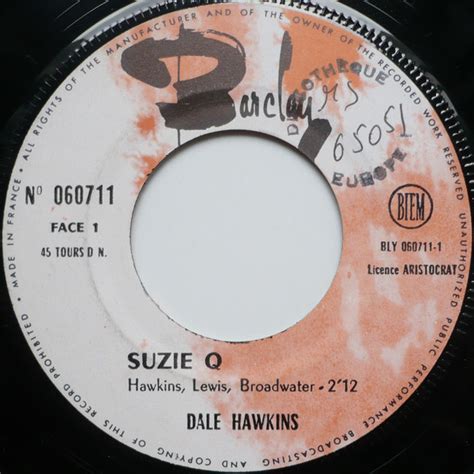 ALL RIGHTS OF THE MANUFACTURER AND OF THE OWNER OF THE RECORDED WORK RESERVED
UNAUTHORIZED PUBLIC PERFORMANCE BROADCASTING AND COPYING OF THIS RECORD PROHIBITED • MADE IN FRANCE •
Barclay
DISCOTHEQUE
EUROPE
65051
Nº 060711
FACE 1
45 TOURS D N.
BIEM
BLY 060711-1
Licence ARISTOCRAT
SUZIE Q
Hawkins, Lewis, Broadwater - 2'12
DALE HAWKINS